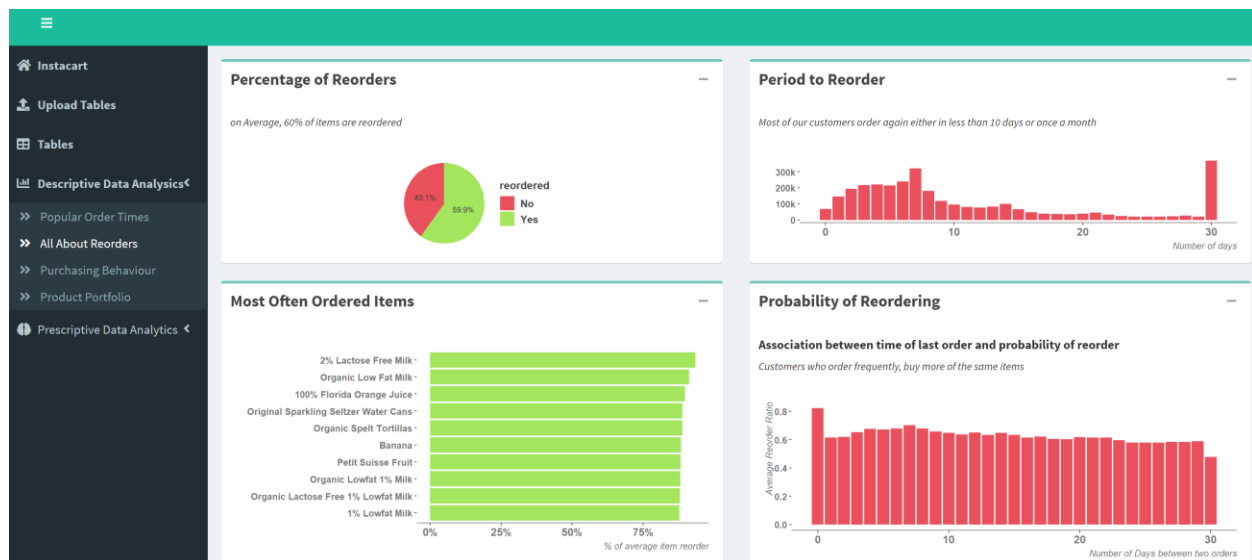 Instacart
Upload Tables
Tables
Descriptive Data Analysics
Popular Order Times
All About Reorders
Purchasing Behaviour
Product Portfolio
Prescriptive Data Analytics
Percentage of Reorders
on Average, 60% of items are reordered
40.1%
59.9%
reordered
No
Yes
Period to Reorder
Most of our customers order again either in less than 10 days or once a month
300k
200k
100k
0
0 10 20 30
Number of days
Most Often Ordered Items
2% Lactose Free Milk
Organic Low Fat Milk
100% Florida Orange Juice
Original Sparkling Seltzer Water Cans
Organic Spelt Tortillas
Banana
Petit Suisse Fruit
Organic Lowfat 1% Milk
Organic Lactose Free 1% Lowfat Milk
1% Lowfat Milk
0% 25% 50% 75%
% of average item reorder
Probability of Reordering
Association between time of last order and probability of reorder
Customers who order frequently, buy more of the same items
Average Reorder Ratio
0.8
0.6
0.4
0.2
0.0
0 10 20 30
Number of Days between two orders